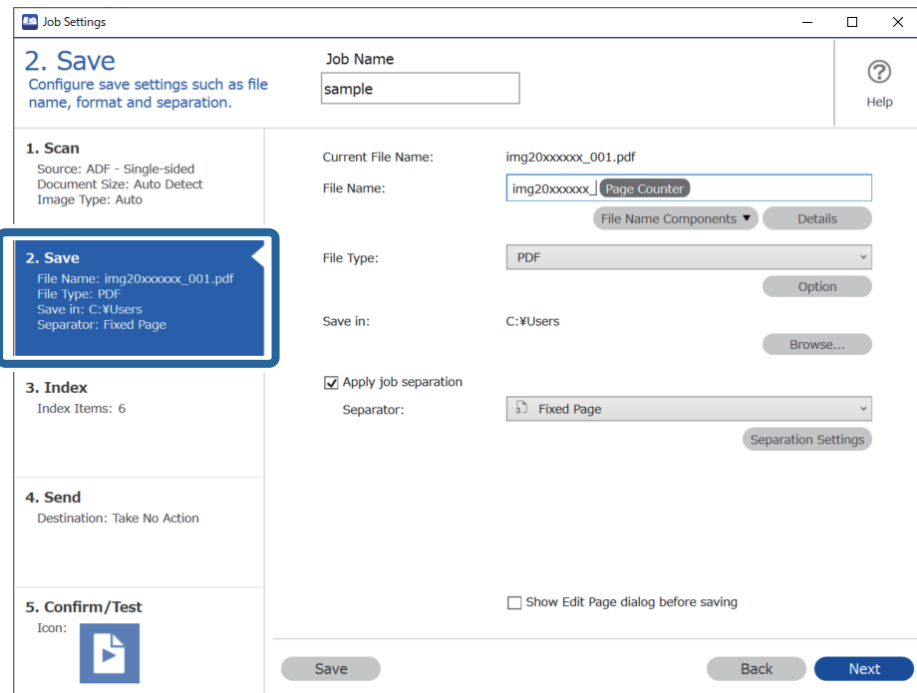 Job Settings
2. Save
Configure save settings such as file
name, format and separation.
Job Name
sample
Help
1. Scan
Source: ADF - Single-sided
Document Size: Auto Detect
Image Type: Auto
2. Save
File Name: img20xxxxxx_001.pdf
File Type: PDF
Save in: C:¥Users
Separator: Fixed Page
3. Index
Index Items: 6
4. Send
Destination: Take No Action
5. Confirm/Test
Icon:
Current File Name: img20xxxxxx_001.pdf
File Name: img20xxxxxx_ Page Counter
File Name Components Details
File Type: PDF
Option
Save in: C:¥Users
Browse...
Apply job separation
Separator: Fixed Page
Separation Settings
Show Edit Page dialog before saving
Save Back Next